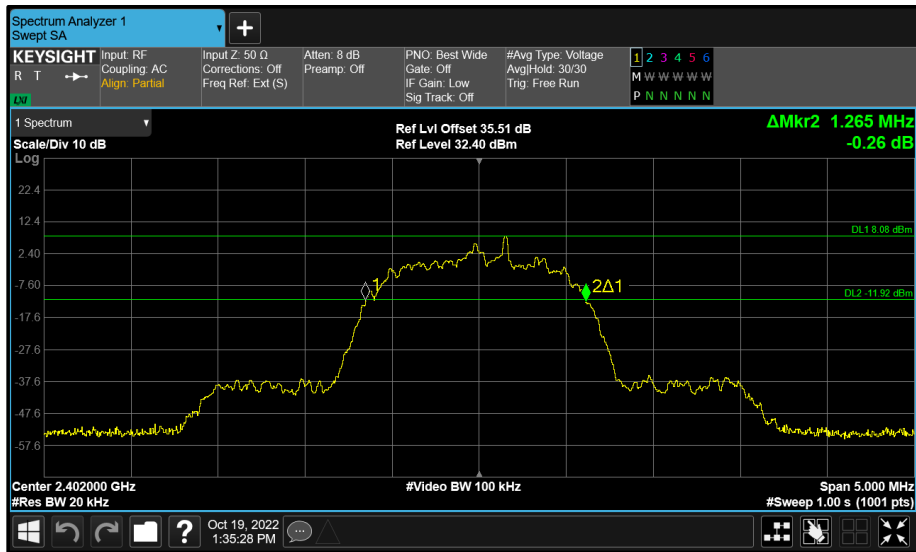 Spectrum Analyzer 1
Swept SA
KEYSIGHT
R T
LXI
Input: RF
Coupling: AC
Align: Partial
Input Z: 50 Ω
Corrections: Off
Freq Ref: Ext (S)
Atten: 8 dB
Preamp: Off
PNO: Best Wide
Gate: Off
IF Gain: Low
Sig Track: Off
#Avg Type: Voltage
Avg|Hold: 30/30
Trig: Free Run
1 2 3 4 5 6
M W W W W W
P N N N N N
1 Spectrum
Scale/Div 10 dB
Ref Lvl Offset 35.51 dB
Ref Level 32.40 dBm
ΔMkr2 1.265 MHz
-0.26 dB
Log
22.4
12.4
DL1 8.08 dBm
2.40
-7.60
1
2Δ1
DL2 -11.92 dBm
-17.6
-27.6
-37.6
-47.6
-57.6
Center 2.402000 GHz
#Video BW 100 kHz
Span 5.000 MHz
#Res BW 20 kHz
#Sweep 1.00 s (1001 pts)
?
Oct 19, 2022
1:35:28 PM